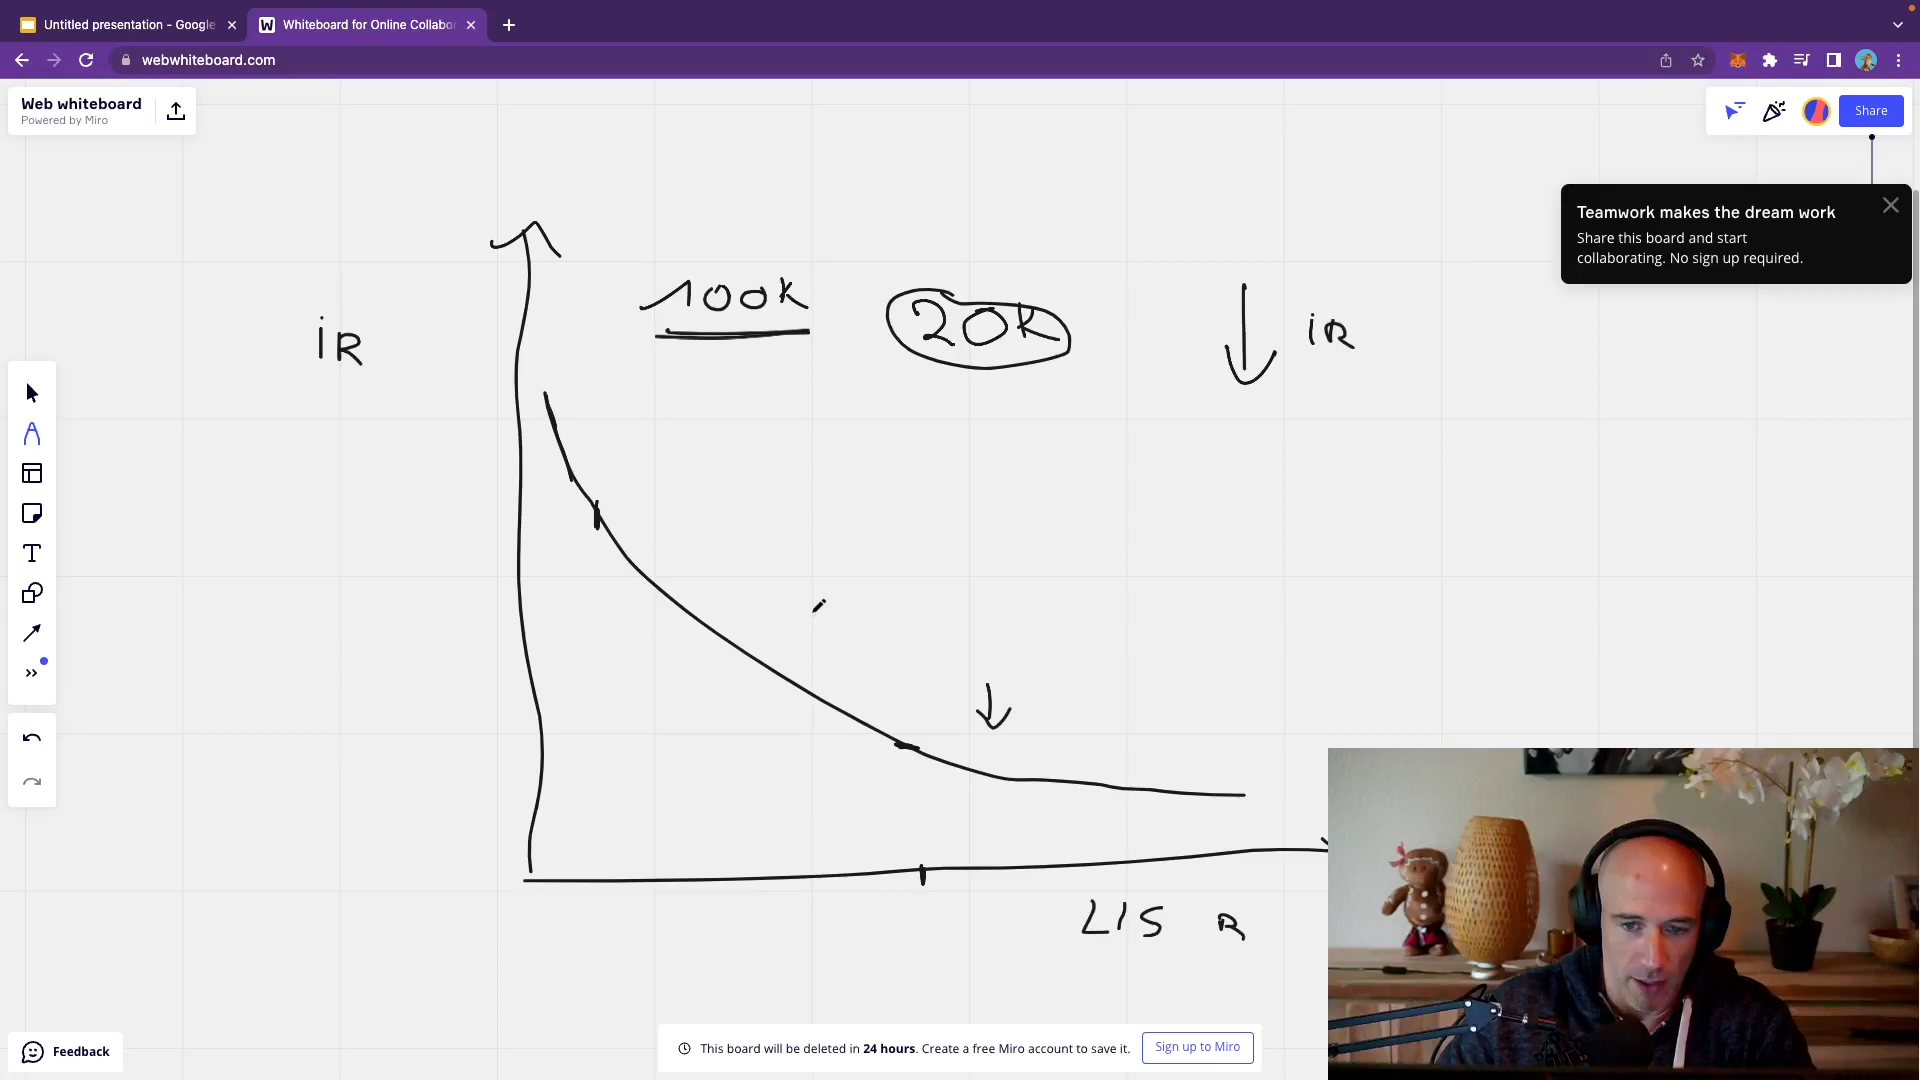 Untitled presentation - Google
Whiteboard for Online Collabor
webwhiteboard.com
Web whiteboard
Powered by Miro
Share
Teamwork makes the dream work
Share this board and start
collaborating. No sign up required.
100K
20K
iR
iR
L/S R
This board will be deleted in 24 hours. Create a free Miro account to save it.
Sign up to Miro
Feedback